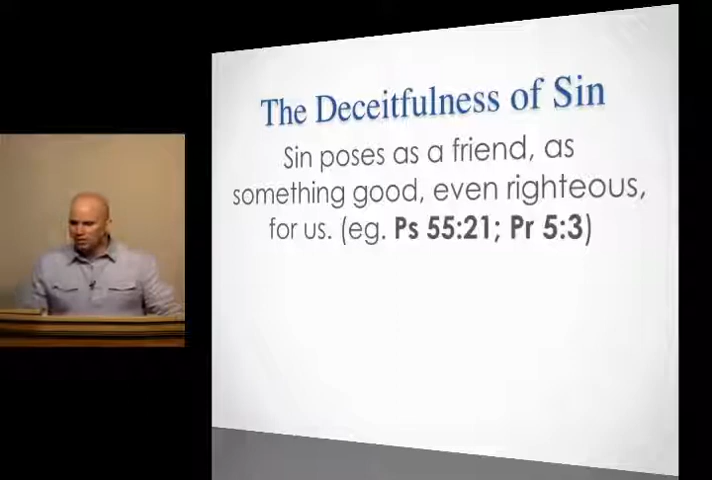 The Deceitfulness of Sin
Sin poses as a friend, as
something good, even righteous,
for us. (eg. Ps 55:21; Pr 5:3)